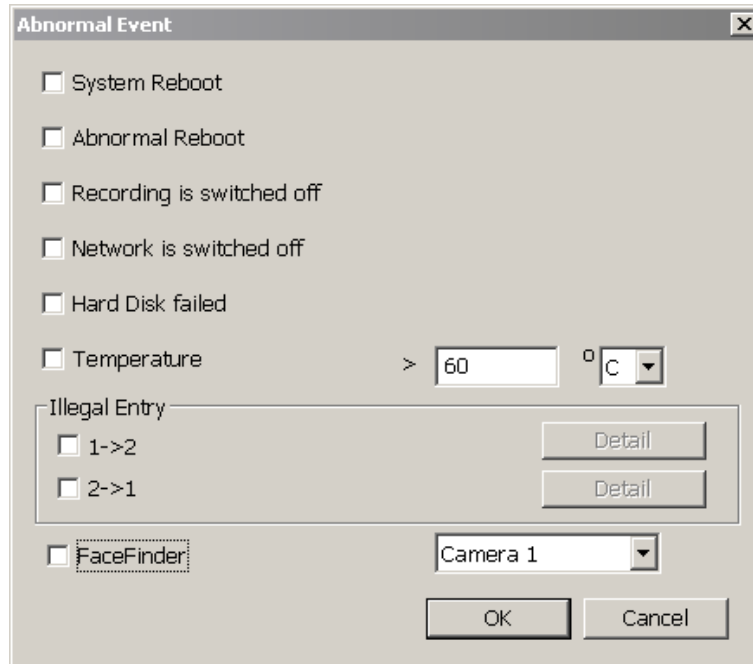 Abnormal Event
System Reboot
Abnormal Reboot
Recording is switched off
Network is switched off
Hard Disk failed
Temperature > 60 º C
Illegal Entry
1->2 Detail
2->1 Detail
FaceFinder Camera 1
OK Cancel